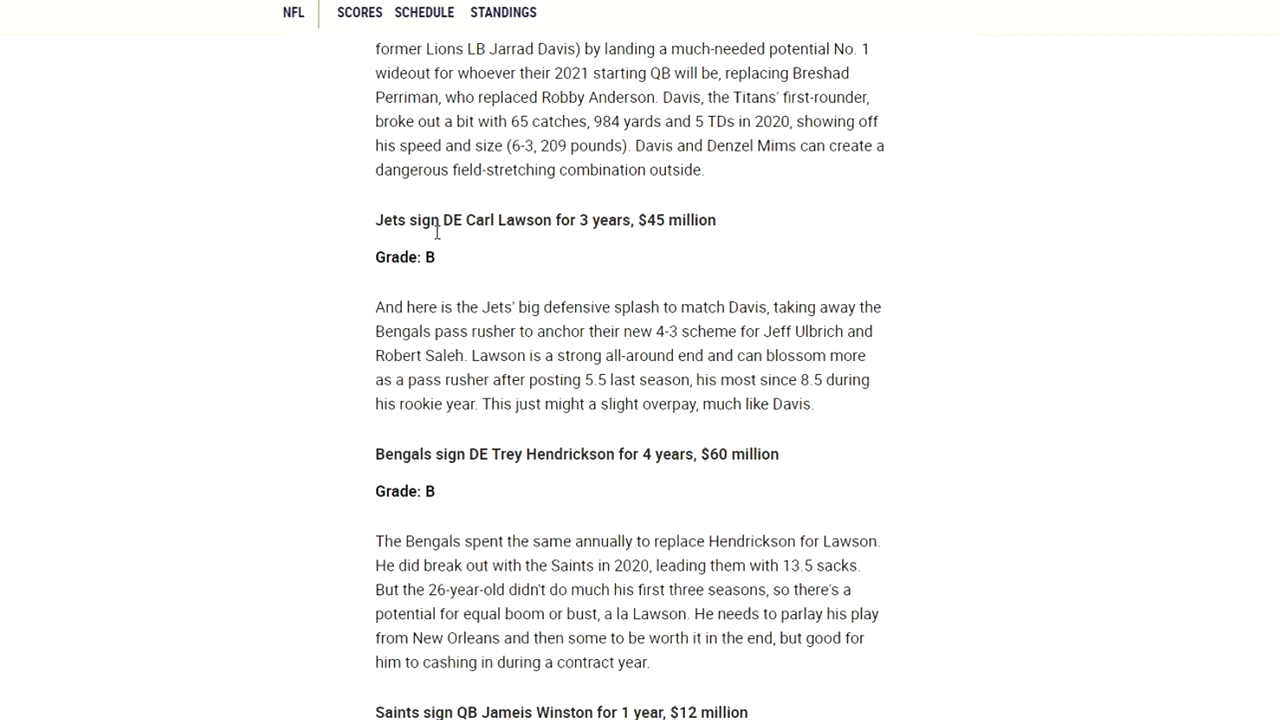 NFL SCORES SCHEDULE STANDINGS
former Lions LB Jarrad Davis) by landing a much-needed potential No. 1
wideout for whoever their 2021 starting QB will be, replacing Breshad
Perriman, who replaced Robby Anderson. Davis, the Titans' first-rounder,
broke out a bit with 65 catches, 984 yards and 5 TDs in 2020, showing off
his speed and size (6-3, 209 pounds). Davis and Denzel Mims can create a
dangerous field-stretching combination outside.
Jets sign DE Carl Lawson for 3 years, $45 million
Grade: B
And here is the Jets' big defensive splash to match Davis, taking away the
Bengals pass rusher to anchor their new 4-3 scheme for Jeff Ulbrich and
Robert Saleh. Lawson is a strong all-around end and can blossom more
as a pass rusher after posting 5.5 last season, his most since 8.5 during
his rookie year. This just might a slight overpay, much like Davis.
Bengals sign DE Trey Hendrickson for 4 years, $60 million
Grade: B
The Bengals spent the same annually to replace Hendrickson for Lawson.
He did break out with the Saints in 2020, leading them with 13.5 sacks.
But the 26-year-old didn't do much his first three seasons, so there's a
potential for equal boom or bust, a la Lawson. He needs to parlay his play
from New Orleans and then some to be worth it in the end, but good for
him to cashing in during a contract year.
Saints sign QB Jameis Winston for 1 year, $12 million